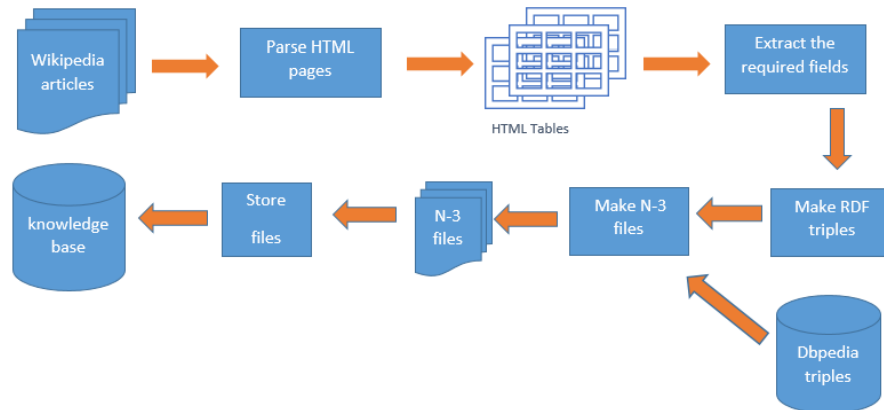 Wikipedia
articles
Parse HTML
pages
HTML Tables
Extract the
required fields
Make RDF
triples
Make N-3
files
N-3
files
Store
files
knowledge
base
Dbpedia
triples